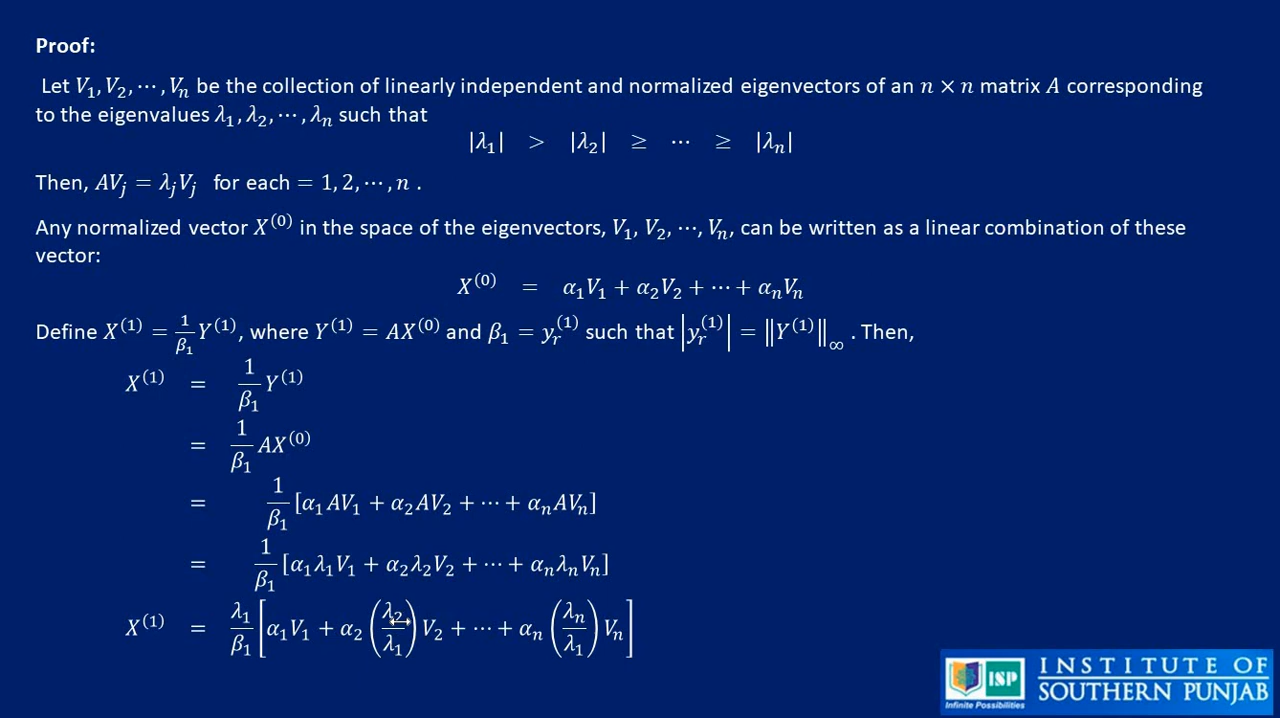 Proof:
Let V₁, V₂, ⋯, Vₙ be the collection of linearly independent and normalized eigenvectors of an n × n matrix A corresponding
to the eigenvalues λ₁, λ₂, ⋯, λₙ such that
|λ₁| > |λ₂| ≥ ⋯ ≥ |λₙ|
Then, AVⱼ = λⱼVⱼ for each = 1, 2, ⋯, n .
Any normalized vector X⁽⁰⁾ in the space of the eigenvectors, V₁, V₂, ⋯, Vₙ, can be written as a linear combination of these
vector:
X⁽⁰⁾ = α₁V₁ + α₂V₂ + ⋯ + αₙVₙ
Define X⁽¹⁾ = (1/β₁) Y⁽¹⁾, where Y⁽¹⁾ = AX⁽⁰⁾ and β₁ = yᵣ⁽¹⁾ such that |yᵣ⁽¹⁾| = ‖Y⁽¹⁾‖∞ . Then,
X⁽¹⁾ = (1/β₁) Y⁽¹⁾
= (1/β₁) AX⁽⁰⁾
= (1/β₁) [α₁AV₁ + α₂AV₂ + ⋯ + αₙAVₙ]
= (1/β₁) [α₁λ₁V₁ + α₂λ₂V₂ + ⋯ + αₙλₙVₙ]
X⁽¹⁾ = (λ₁/β₁) [α₁V₁ + α₂ (λ₂/λ₁) V₂ + ⋯ + αₙ (λₙ/λ₁) Vₙ]
ISP
Infinite Possibilities
INSTITUTE OF
SOUTHERN PUNJAB